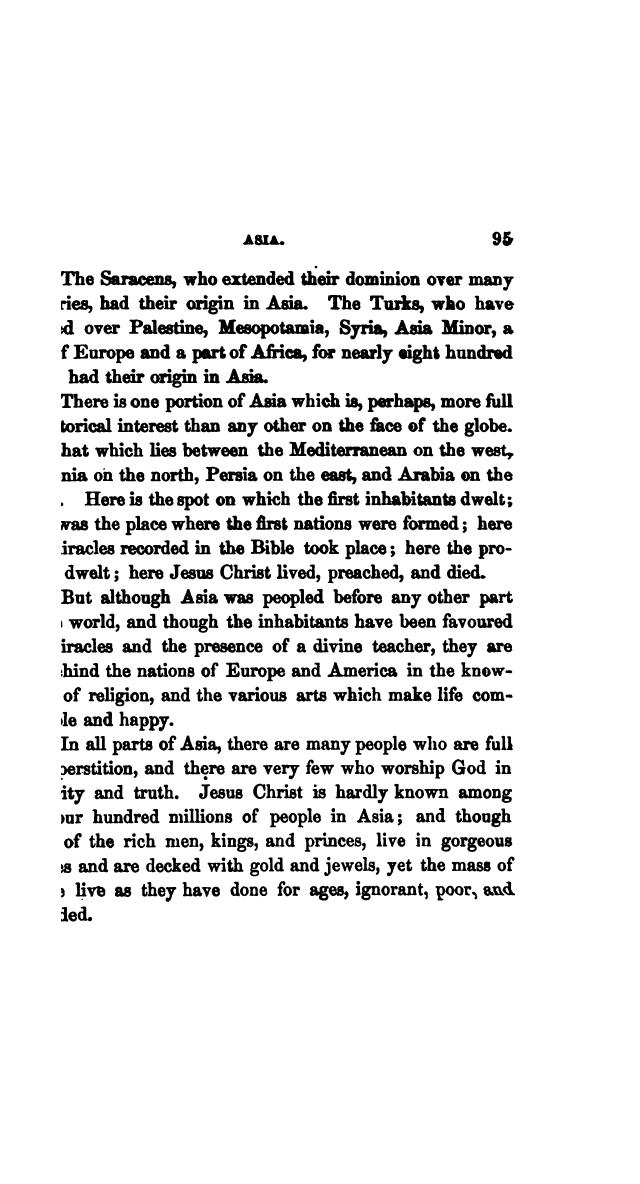 ASIA. 95
The Saracens, who extended their dominion over many
ries, had their origin in Asia. The Turks, who have
d over Palestine, Mesopotamia, Syria, Asia Minor, a
f Europe and a part of Africa, for nearly eight hundred
had their origin in Asia.
There is one portion of Asia which is, perhaps, more full
torical interest than any other on the face of the globe.
hat which lies between the Mediterranean on the west,
nia on the north, Persia on the east, and Arabia on the
. Here is the spot on which the first inhabitants dwelt;
was the place where the first nations were formed; here
iracles recorded in the Bible took place; here the pro-
dwelt; here Jesus Christ lived, preached, and died.
But although Asia was peopled before any other part
world, and though the inhabitants have been favoured
iracles and the presence of a divine teacher, they are
hind the nations of Europe and America in the know-
of religion, and the various arts which make life com-
le and happy.
In all parts of Asia, there are many people who are full
perstition, and there are very few who worship God in
ity and truth. Jesus Christ is hardly known among
our hundred millions of people in Asia; and though
of the rich men, kings, and princes, live in gorgeous
s and are decked with gold and jewels, yet the mass of
live as they have done for ages, ignorant, poor, and
ded.